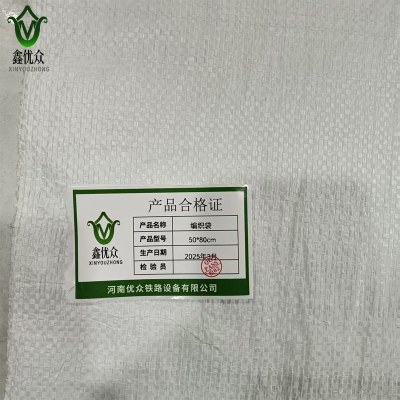 鑫优众
XINYOUZHONG
产品合格证
鑫优众
XINYOUZHONG
产品名称 编织袋
产品型号 50*80cm
生产日期 2025年3月
检验员
河南优众铁路设备有限公司